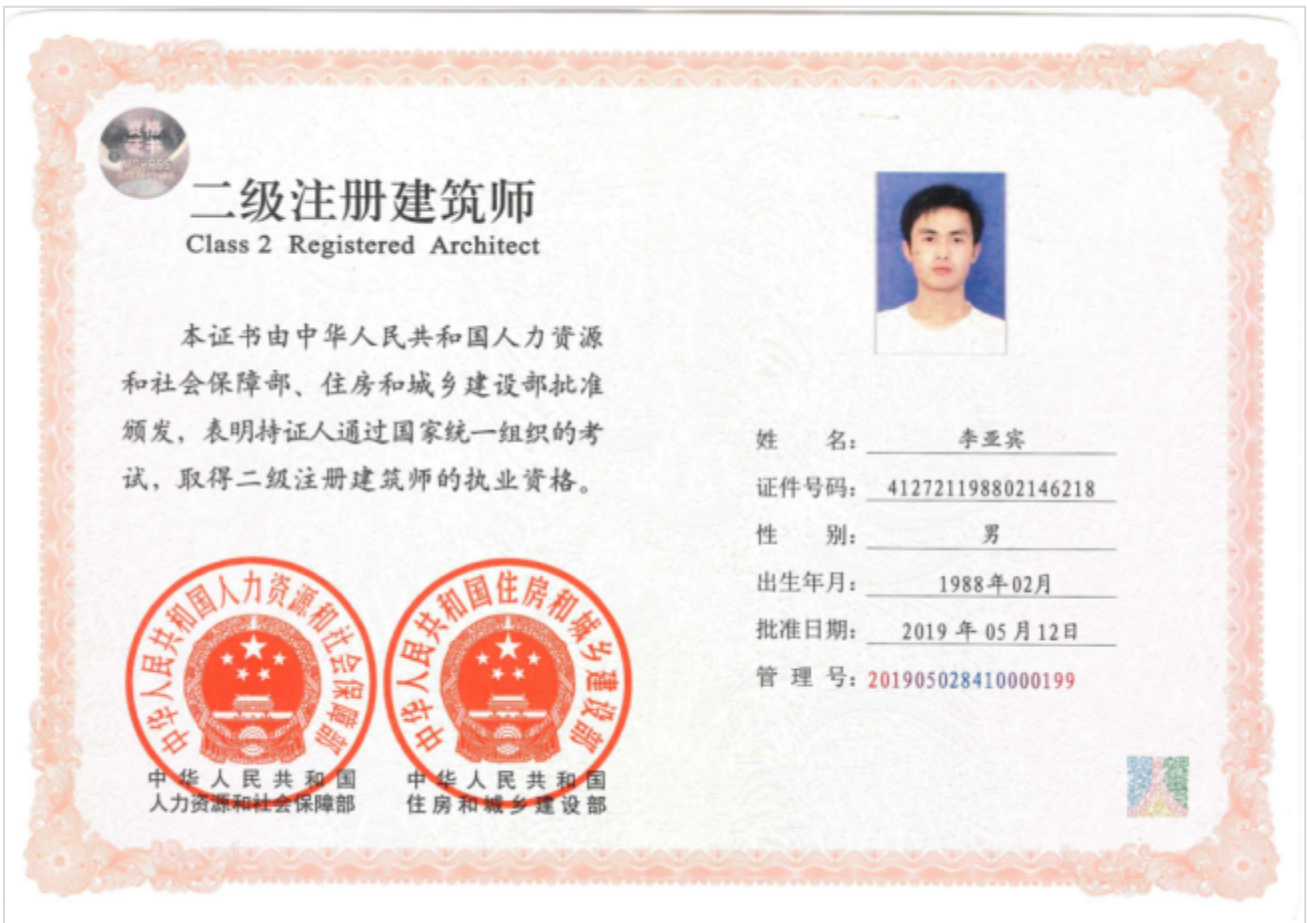 资格
证书
二级注册建筑师
Class 2 Registered Architect
本证书由中华人民共和国人力资源
和社会保障部、住房和城乡建设部批准
颁发，表明持证人通过国家统一组织的考
试，取得二级注册建筑师的执业资格。
姓 名：李亚宾
证件号码：412721198802146218
性 别：男
出生年月：1988年02月
批准日期：2019 年 05 月 12日
管 理 号：201905028410000199
中华人民共和国人力资源和社会保障部
中华人民共和国住房和城乡建设部
中华人民共和国
人力资源和社会保障部
中华人民共和国
住房和城乡建设部